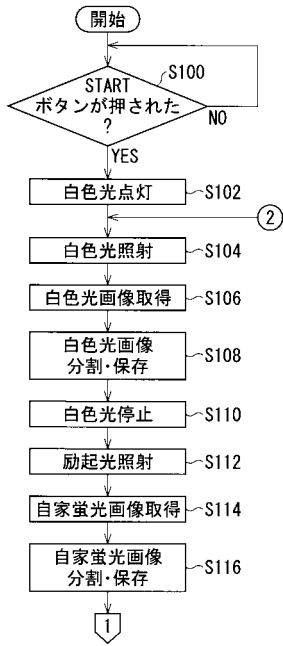 開始
START
ボタンが押された
?
S100
NO
YES
白色光点灯
S102
2
白色光照射
S104
白色光画像取得
S106
白色光画像
分割・保存
S108
白色光停止
S110
励起光照射
S112
自家蛍光画像取得
S114
自家蛍光画像
分割・保存
S116
1